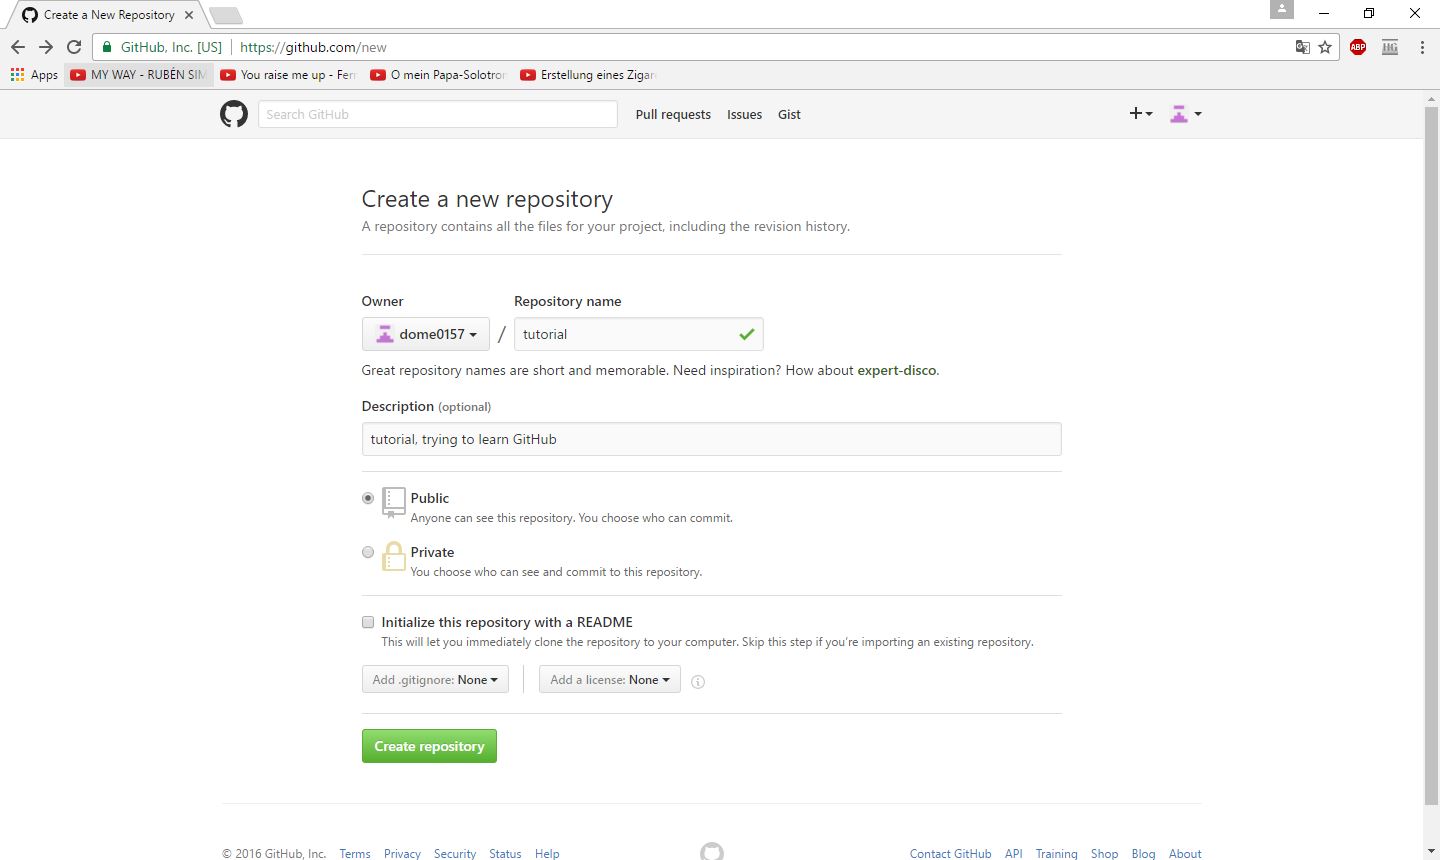 Create a New Repository
GitHub, Inc. [US] https://github.com/new
ABP
Apps MY WAY - RUBÉN SIM You raise me up - Fer O mein Papa-Solotron Erstellung eines Zigar
Search GitHub Pull requests Issues Gist
Create a new repository
A repository contains all the files for your project, including the revision history.
Owner Repository name
dome0157 / tutorial
Great repository names are short and memorable. Need inspiration? How about expert-disco.
Description (optional)
tutorial, trying to learn GitHub
Public
Anyone can see this repository. You choose who can commit.
Private
You choose who can see and commit to this repository.
Initialize this repository with a README
This will let you immediately clone the repository to your computer. Skip this step if you're importing an existing repository.
Add .gitignore: None Add a license: None
Create repository
© 2016 GitHub, Inc. Terms Privacy Security Status Help Contact GitHub API Training Shop Blog About